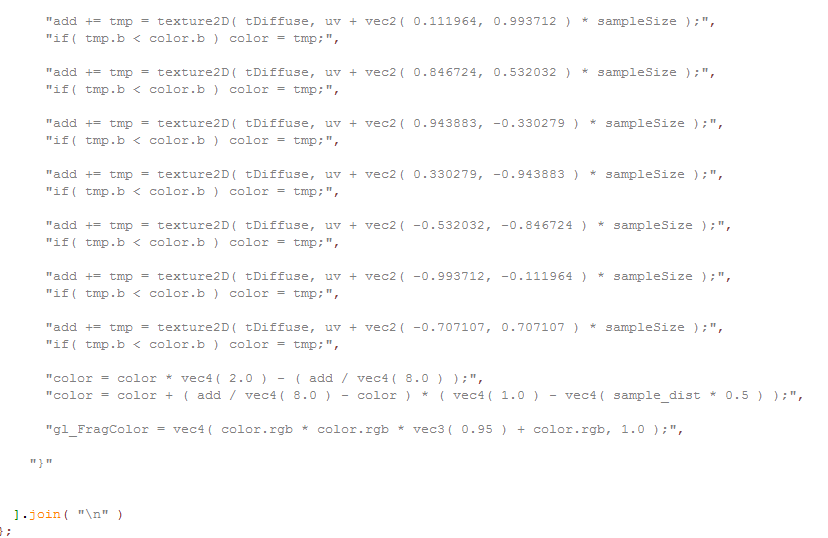 "add += tmp = texture2D( tDiffuse, uv + vec2( 0.111964, 0.993712 ) * sampleSize );",
"if( tmp.b < color.b ) color = tmp;",
"add += tmp = texture2D( tDiffuse, uv + vec2( 0.846724, 0.532032 ) * sampleSize );",
"if( tmp.b < color.b ) color = tmp;",
"add += tmp = texture2D( tDiffuse, uv + vec2( 0.943883, -0.330279 ) * sampleSize );",
"if( tmp.b < color.b ) color = tmp;",
"add += tmp = texture2D( tDiffuse, uv + vec2( 0.330279, -0.943883 ) * sampleSize );",
"if( tmp.b < color.b ) color = tmp;",
"add += tmp = texture2D( tDiffuse, uv + vec2( -0.532032, -0.846724 ) * sampleSize );",
"if( tmp.b < color.b ) color = tmp;",
"add += tmp = texture2D( tDiffuse, uv + vec2( -0.993712, -0.111964 ) * sampleSize );",
"if( tmp.b < color.b ) color = tmp;",
"add += tmp = texture2D( tDiffuse, uv + vec2( -0.707107, 0.707107 ) * sampleSize );",
"if( tmp.b < color.b ) color = tmp;",
"color = color * vec4( 2.0 ) - ( add / vec4( 8.0 ) );",
"color = color + ( add / vec4( 8.0 ) - color ) * ( vec4( 1.0 ) - vec4( sample_dist * 0.5 ) );",
"gl_FragColor = vec4( color.rgb * color.rgb * vec3( 0.95 ) + color.rgb, 1.0 );",
"}"
].join( "\n" )
};